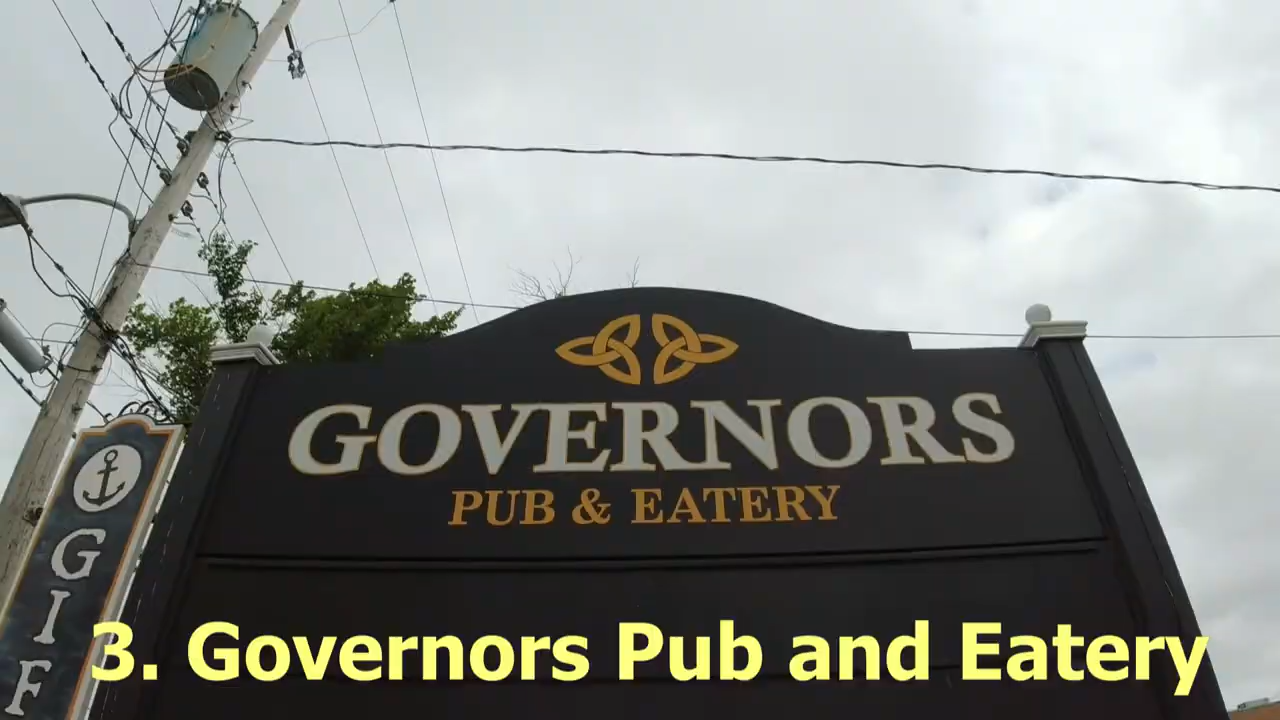 GOVERNORS
PUB & EATERY
G
I
F
3. Governors Pub and Eatery